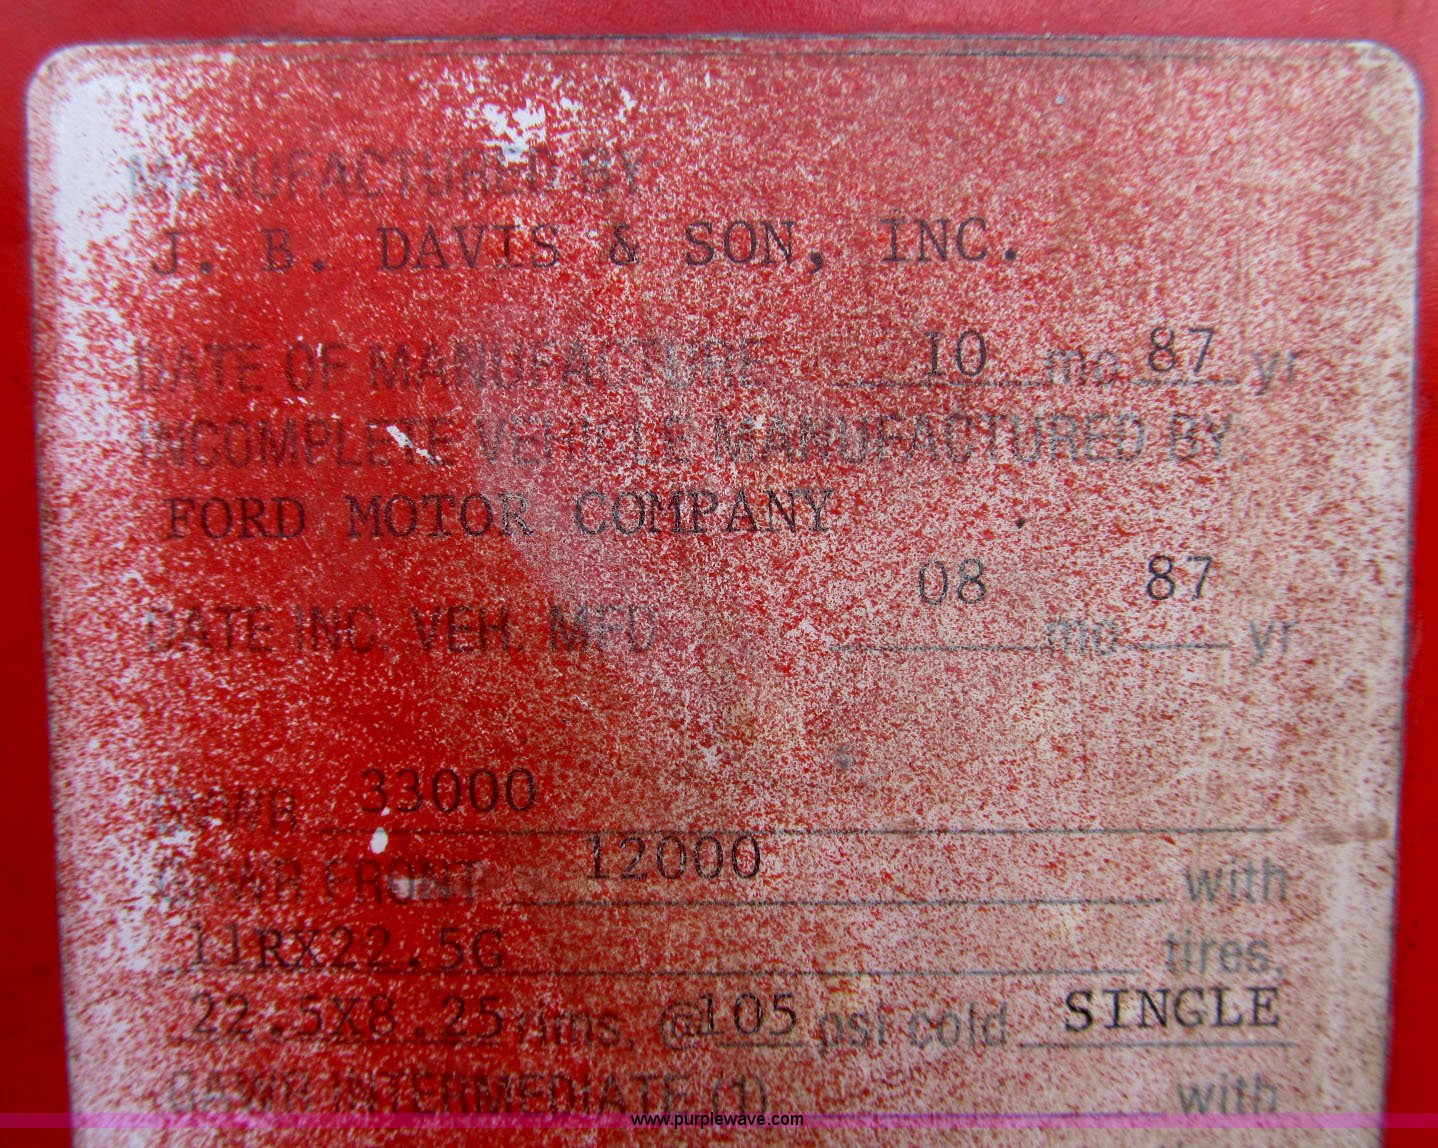 MANUFACTURED BY
J. B. DAVIS & SON, INC.
DATE OF MANUFACTURE 10 mo 87 yr
INCOMPLETE VEHICLE MANUFACTURED BY
FORD MOTOR COMPANY
08 87
DATE INC. VEH. MFD. mo yr
33000
GAWR FRONT 12000 with
11RX22.5G tires,
22.5X8.25 rims, @ 105 psi cold SINGLE
GAWR INTERMEDIATE (1) with
www.purplewave.com